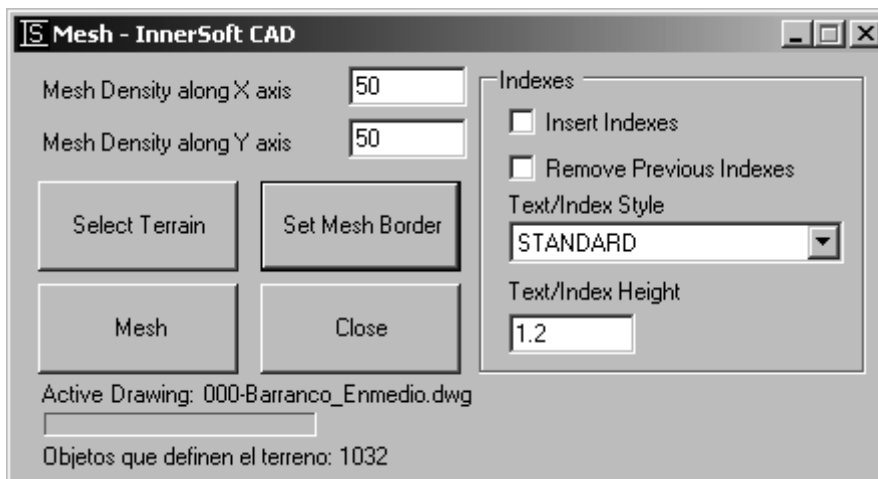 Mesh - InnerSoft CAD
Mesh Density along X axis
50
Mesh Density along Y axis
50
Select Terrain
Set Mesh Border
Mesh
Close
Indexes
Insert Indexes
Remove Previous Indexes
Text/Index Style
STANDARD
Text/Index Height
1.2
Active Drawing: 000-Barranco_Enmedio.dwg
Objetos que definen el terreno: 1032